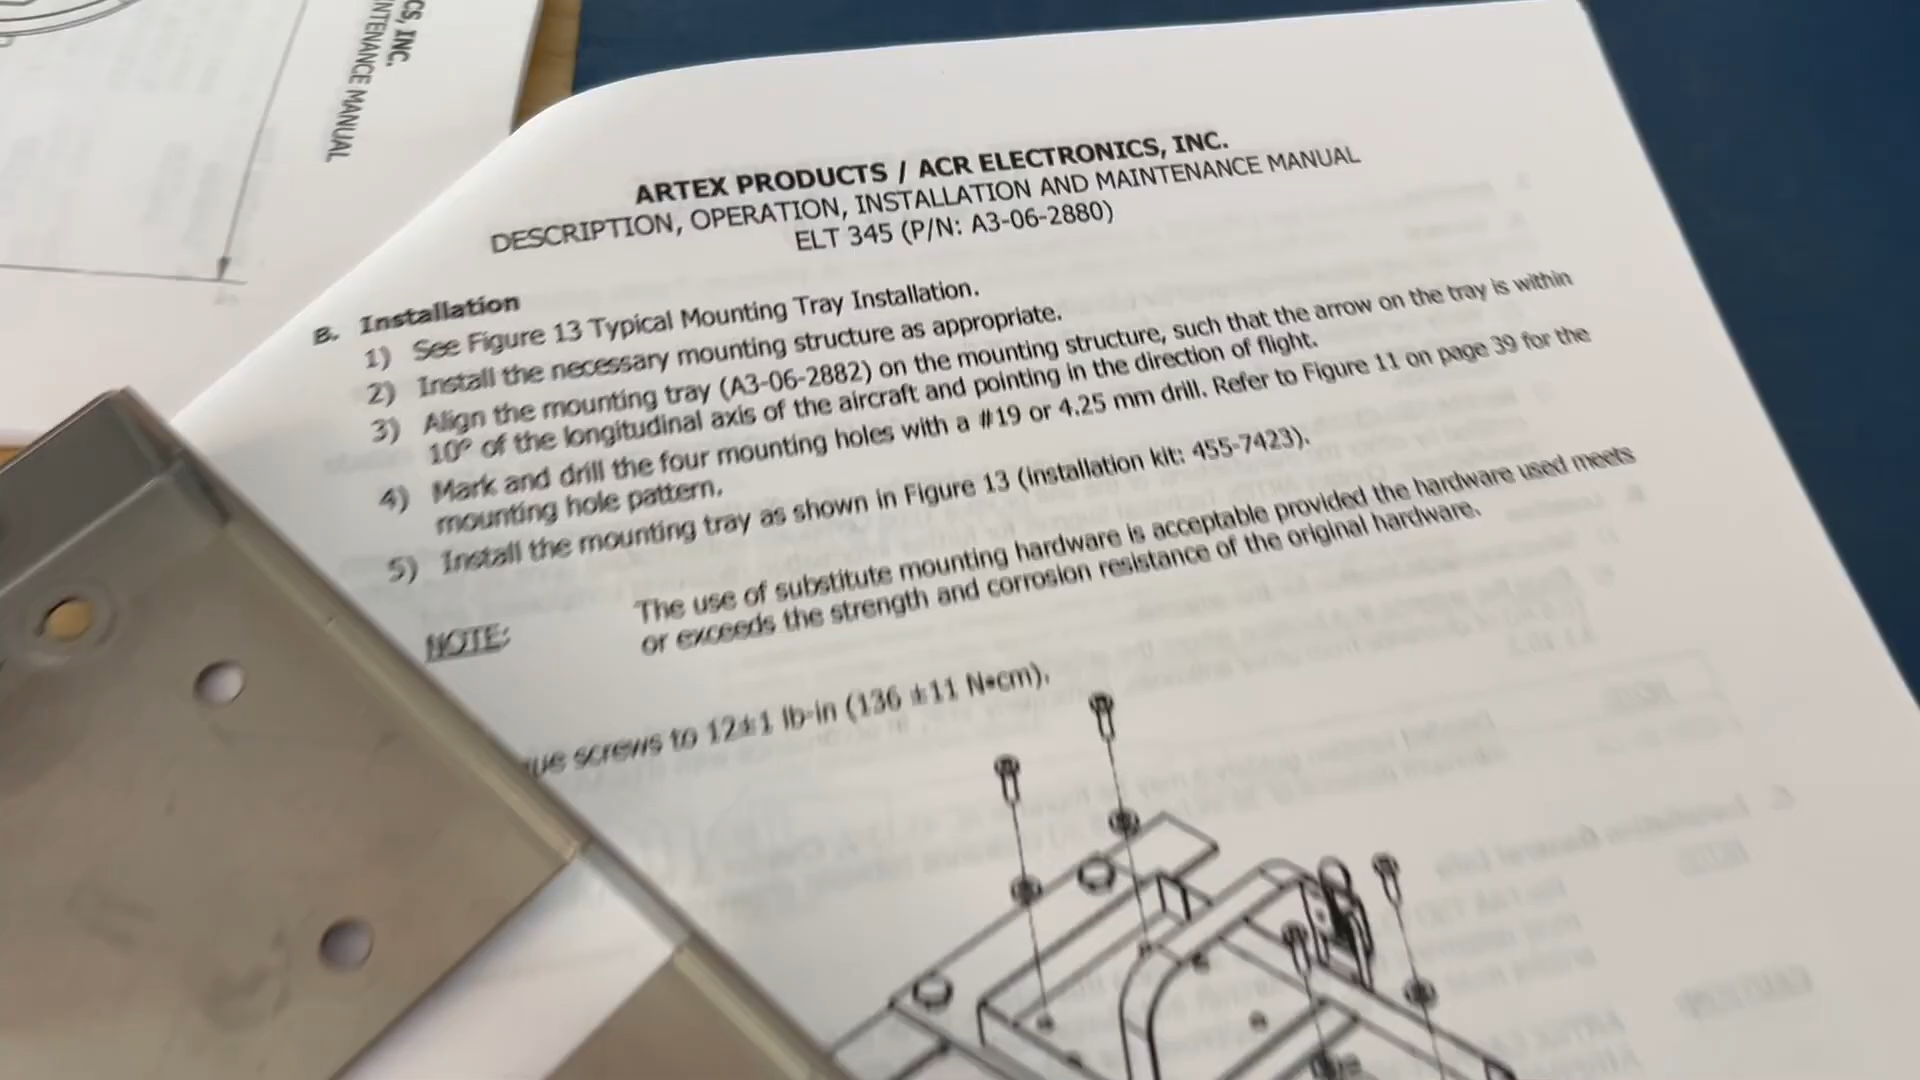 CS, INC.
NTENANCE MANUAL
ARTEX PRODUCTS / ACR ELECTRONICS, INC.
DESCRIPTION, OPERATION, INSTALLATION AND MAINTENANCE MANUAL
ELT 345 (P/N: A3-06-2880)
B. Installation
1) See Figure 13 Typical Mounting Tray Installation.
2) Install the necessary mounting structure as appropriate.
3) Align the mounting tray (A3-06-2882) on the mounting structure, such that the arrow on the tray is within
10° of the longitudinal axis of the aircraft and pointing in the direction of flight.
4) Mark and drill the four mounting holes with a #19 or 4.25 mm drill. Refer to Figure 11 on page 39 for the
mounting hole pattern.
5) Install the mounting tray as shown in Figure 13 (installation kit: 455-7423).
NOTE:
The use of substitute mounting hardware is acceptable provided the hardware used meets
or exceeds the strength and corrosion resistance of the original hardware.
que screws to 12±1 lb-in (136 ±11 N•cm).